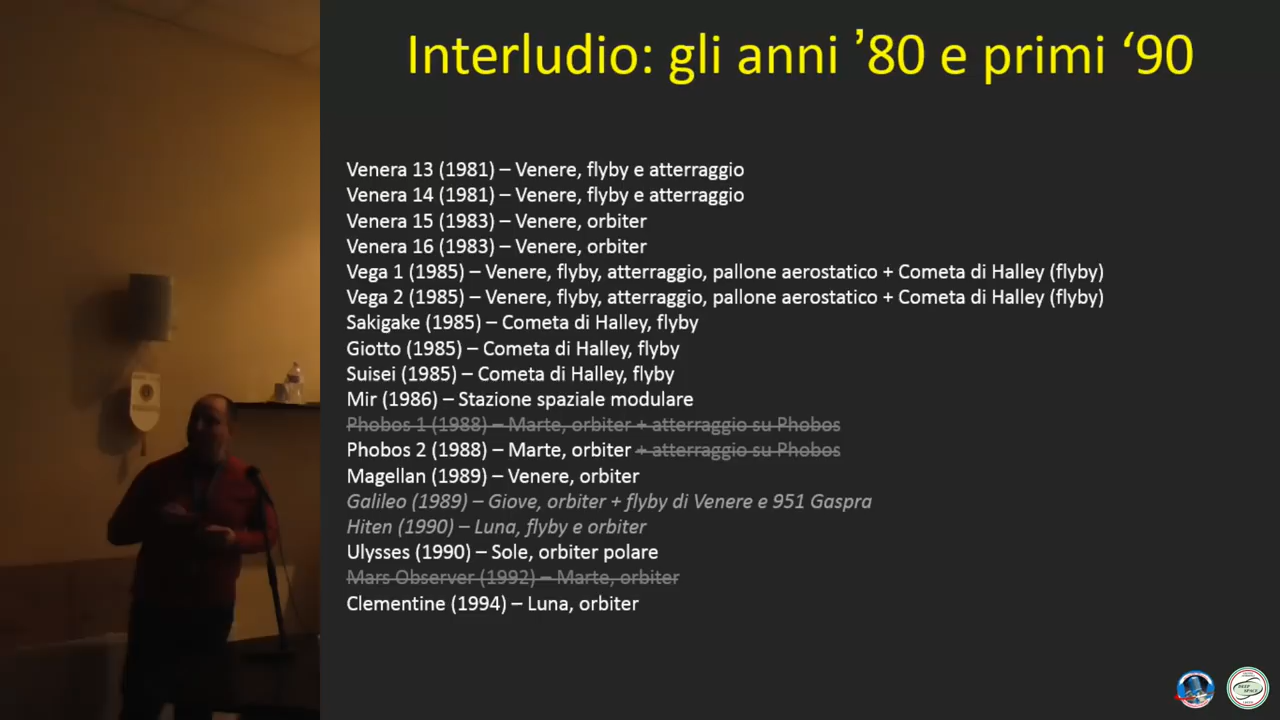 Interludio: gli anni ’80 e primi ‘90
Venera 13 (1981) – Venere, flyby e atterraggio
Venera 14 (1981) – Venere, flyby e atterraggio
Venera 15 (1983) – Venere, orbiter
Venera 16 (1983) – Venere, orbiter
Vega 1 (1985) – Venere, flyby, atterraggio, pallone aerostatico + Cometa di Halley (flyby)
Vega 2 (1985) – Venere, flyby, atterraggio, pallone aerostatico + Cometa di Halley (flyby)
Sakigake (1985) – Cometa di Halley, flyby
Giotto (1985) – Cometa di Halley, flyby
Suisei (1985) – Cometa di Halley, flyby
Mir (1986) – Stazione spaziale modulare
Phobos 1 (1988) – Marte, orbiter + atterraggio su Phobos
Phobos 2 (1988) – Marte, orbiter + atterraggio su Phobos
Magellan (1989) – Venere, orbiter
Galileo (1989) – Giove, orbiter + flyby di Venere e 951 Gaspra
Hiten (1990) – Luna, flyby e orbiter
Ulysses (1990) – Sole, orbiter polare
Mars Observer (1992) – Marte, orbiter
Clementine (1994) – Luna, orbiter
DEEP
SPACE